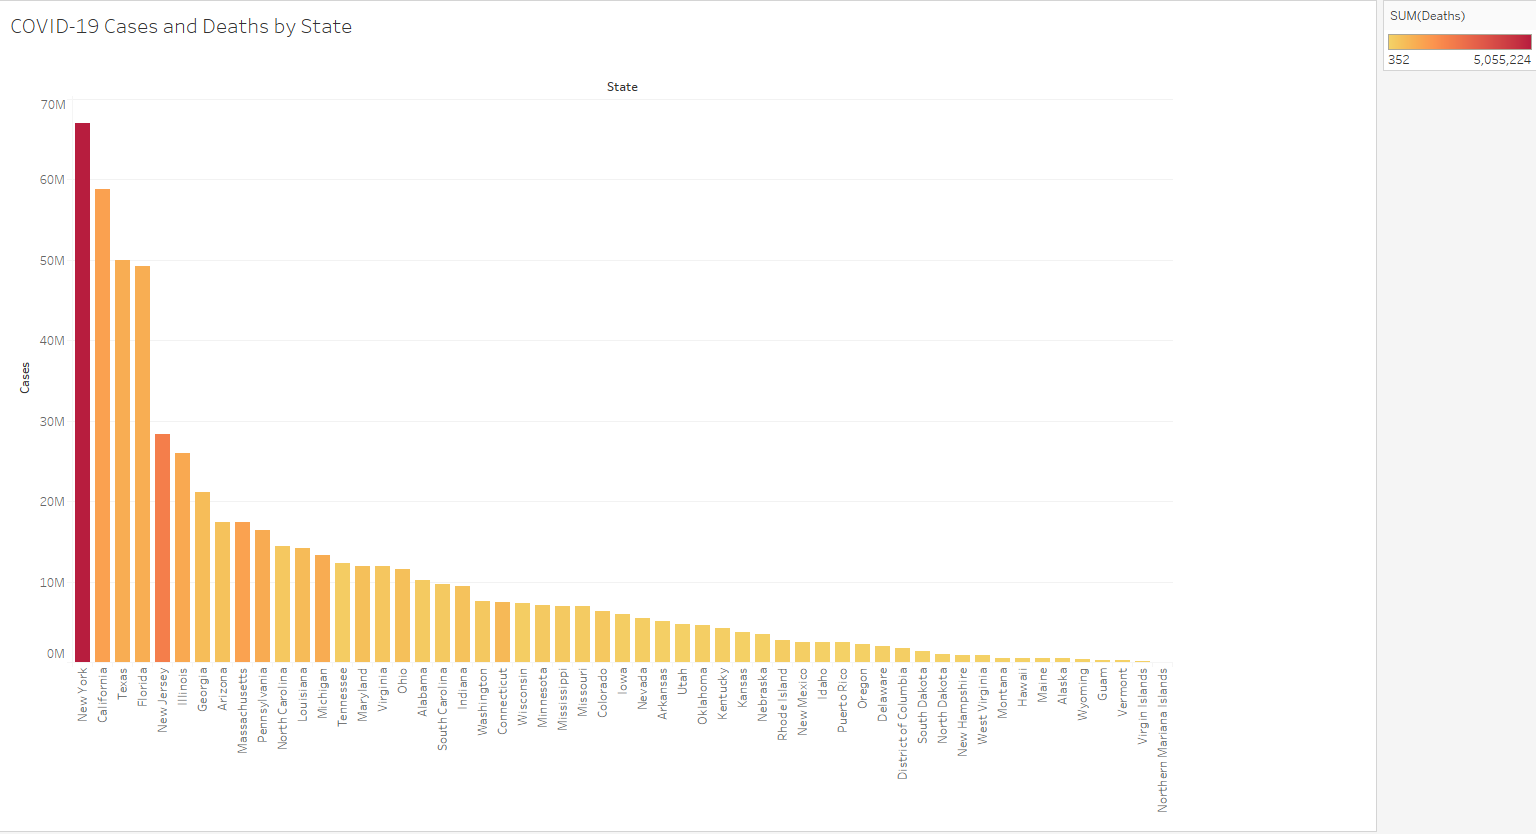 COVID-19 Cases and Deaths by State
SUM(Deaths)
352 5,055,224
State
Cases
70M
60M
50M
40M
30M
20M
10M
0M
New York
California
Texas
Florida
New Jersey
Illinois
Georgia
Arizona
Massachusetts
Pennsylvania
North Carolina
Louisiana
Michigan
Tennessee
Maryland
Virginia
Ohio
Alabama
South Carolina
Indiana
Washington
Connecticut
Wisconsin
Minnesota
Mississippi
Missouri
Colorado
Iowa
Nevada
Arkansas
Utah
Oklahoma
Kentucky
Kansas
Nebraska
Rhode Island
New Mexico
Idaho
Puerto Rico
Oregon
Delaware
District of Columbia
South Dakota
North Dakota
New Hampshire
West Virginia
Montana
Hawaii
Maine
Alaska
Wyoming
Guam
Vermont
Virgin Islands
Northern Mariana Islands